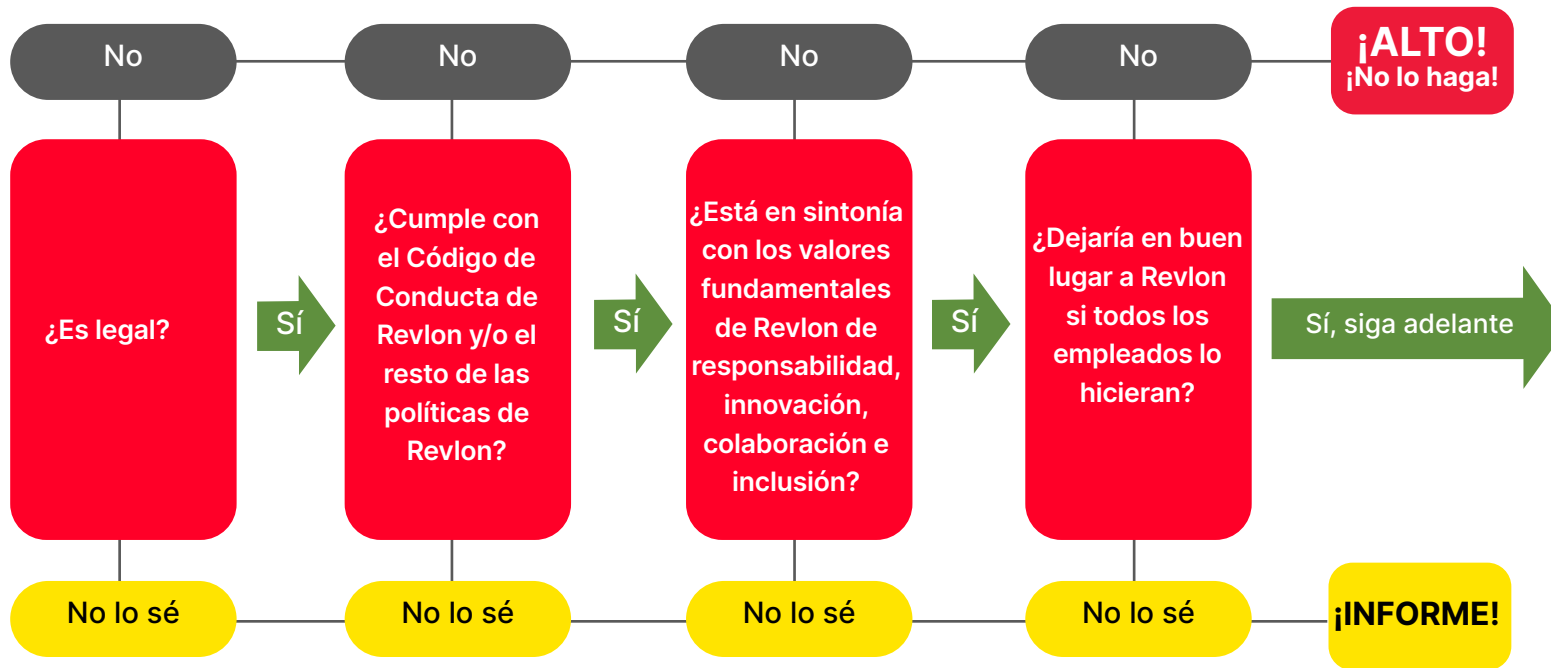 No
No
No
No
¡ALTO!
¡No lo haga!
¿Es legal?
Sí
¿Cumple con
el Código de
Conducta de
Revlon y/o el
resto de las
políticas de
Revlon?
Sí
¿Está en sintonía
con los valores
fundamentales
de Revlon de
responsabilidad,
innovación,
colaboración e
inclusión?
Sí
¿Dejaría en buen
lugar a Revlon
si todos los
empleados lo
hicieran?
Sí, siga adelante
No lo sé
No lo sé
No lo sé
No lo sé
¡INFORME!